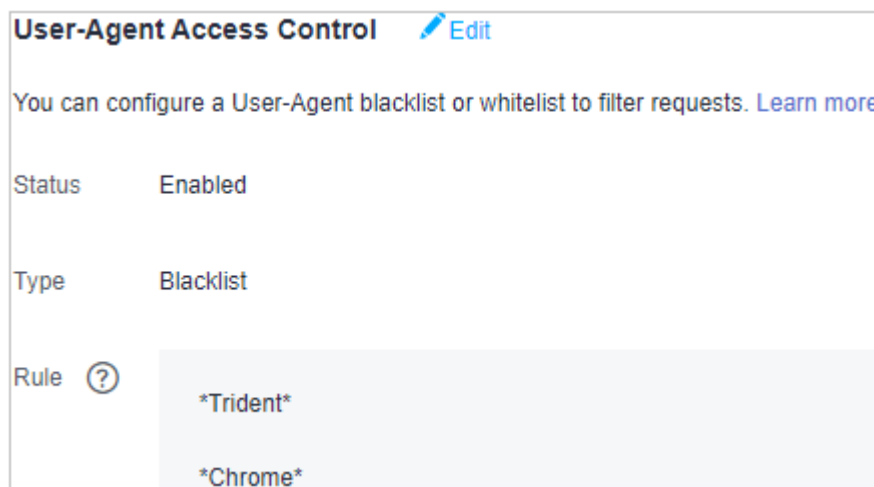 User-Agent Access Control Edit
You can configure a User-Agent blacklist or whitelist to filter requests. Learn more
Status Enabled
Type Blacklist
Rule ?
*Trident*
*Chrome*